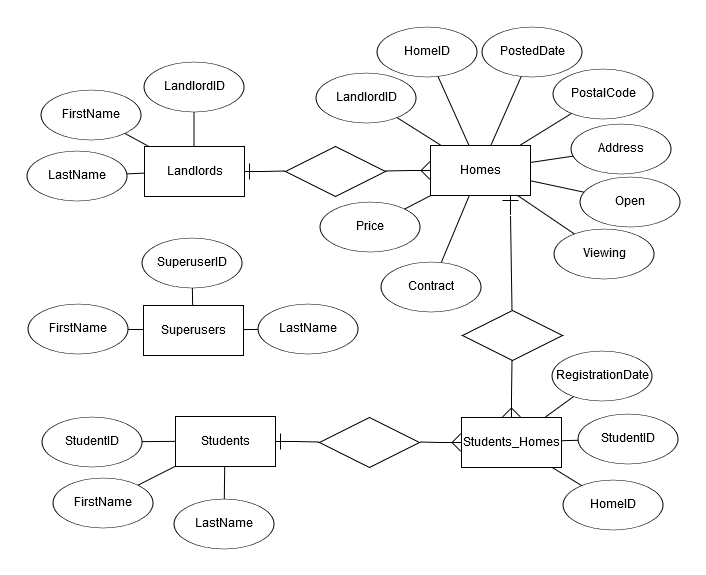 HomeID
PostedDate
LandlordID
PostalCode
LandlordID
FirstName
Address
LastName
Landlords
Homes
Open
Price
Viewing
SuperuserID
Contract
FirstName
Superusers
LastName
RegistrationDate
StudentID
Students
Students_Homes
StudentID
FirstName
HomeID
LastName